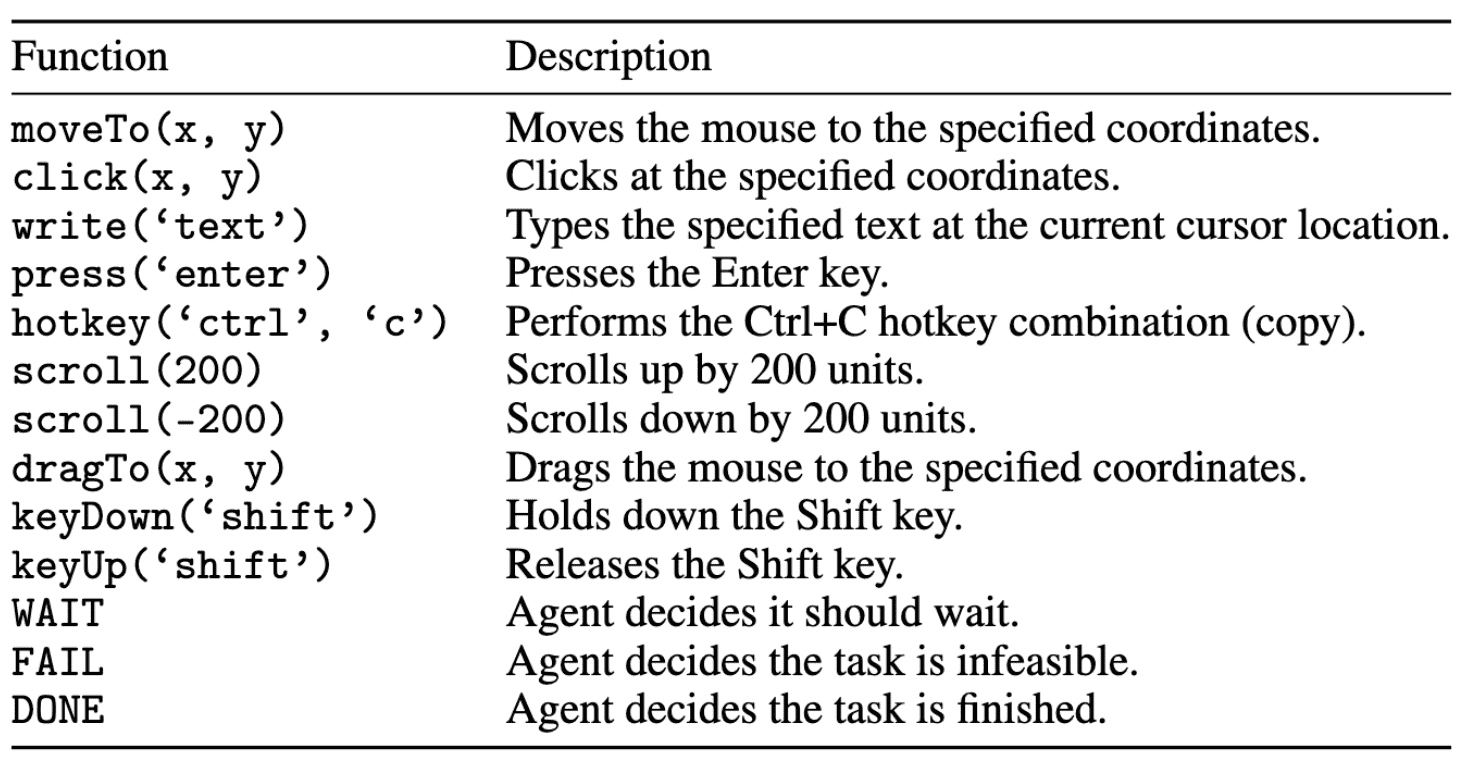 Function Description
moveTo(x, y) Moves the mouse to the specified coordinates.
click(x, y) Clicks at the specified coordinates.
write(‘text’) Types the specified text at the current cursor location.
press(‘enter’) Presses the Enter key.
hotkey(‘ctrl’, ‘c’) Performs the Ctrl+C hotkey combination (copy).
scroll(200) Scrolls up by 200 units.
scroll(-200) Scrolls down by 200 units.
dragTo(x, y) Drags the mouse to the specified coordinates.
keyDown(‘shift’) Holds down the Shift key.
keyUp(‘shift’) Releases the Shift key.
WAIT Agent decides it should wait.
FAIL Agent decides the task is infeasible.
DONE Agent decides the task is finished.